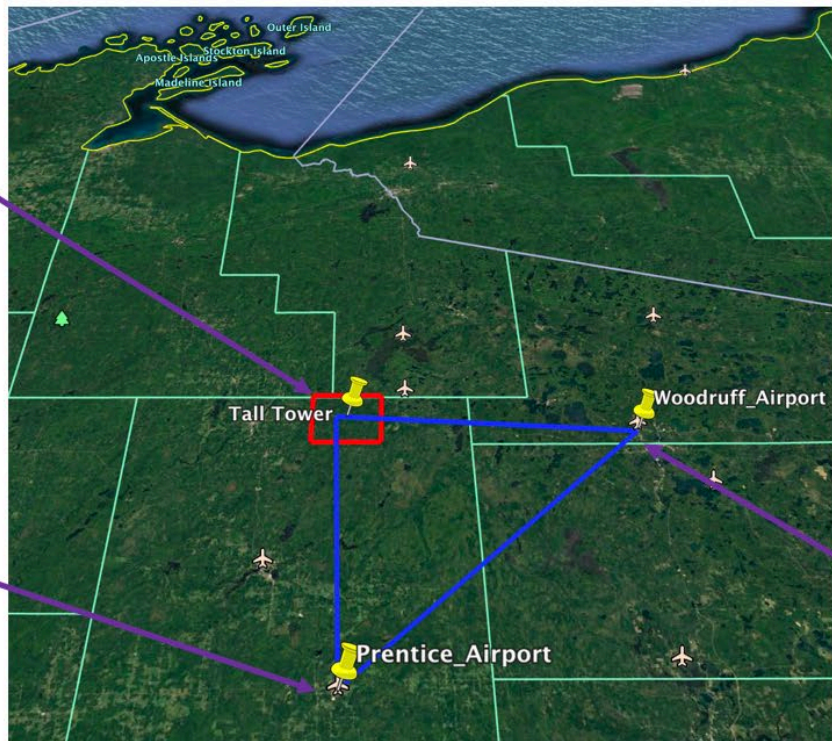 Outer Island
Stockton Island
Apostle Islands
Madeline Island
Tall Tower
Woodruff_Airport
Prentice_Airport